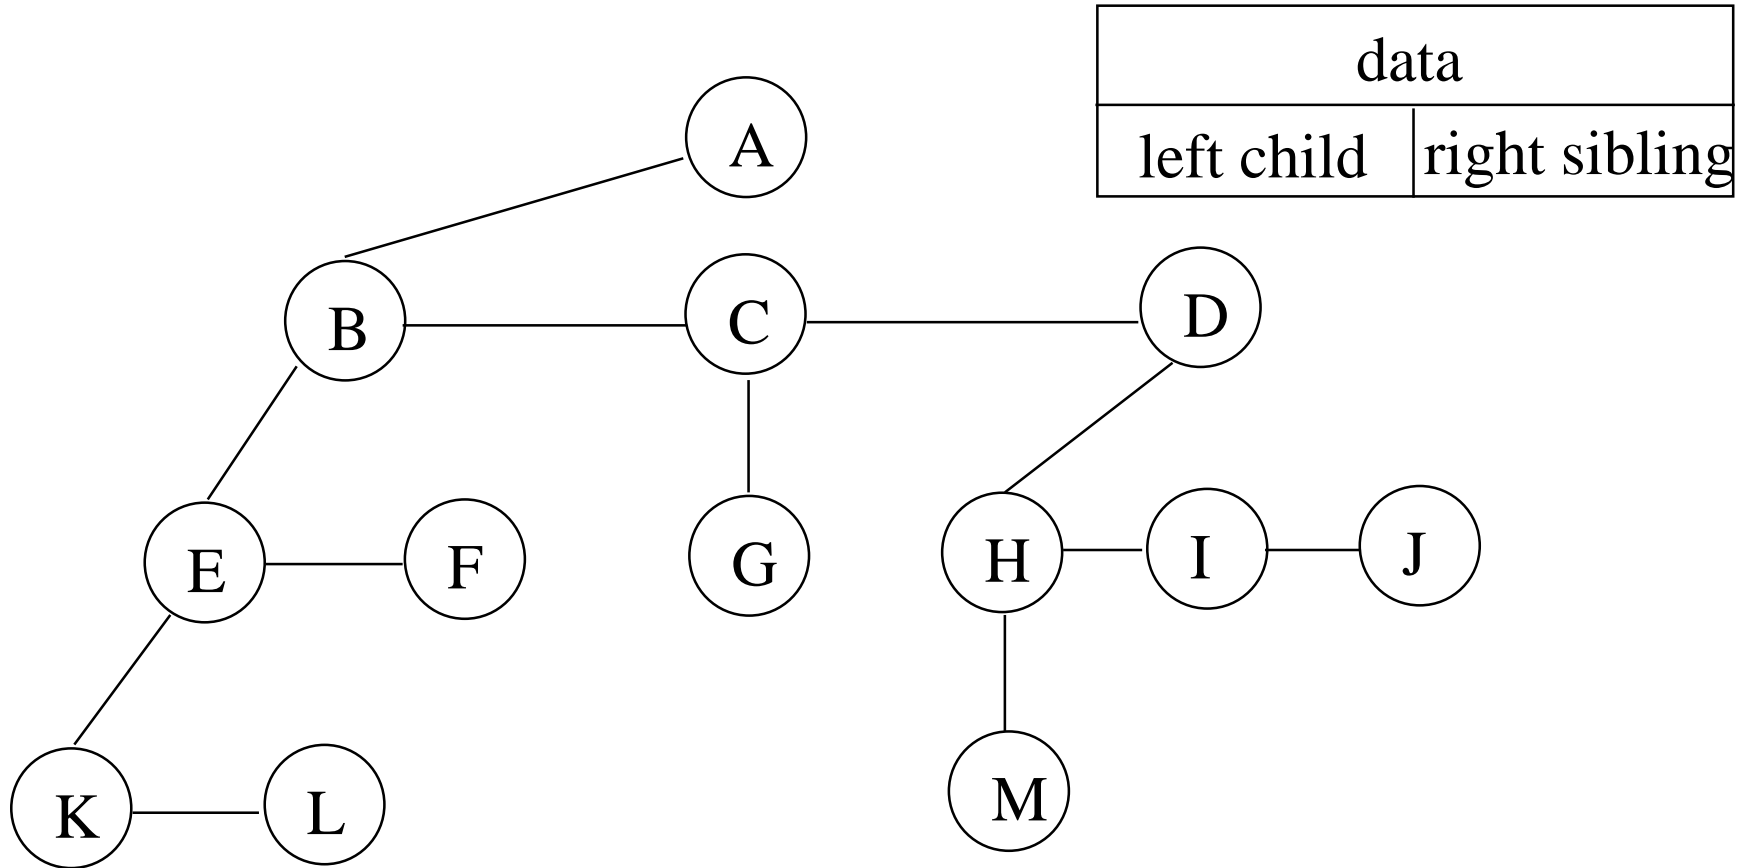 data
left child right sibling
A
B C D
E F G H I J
K L M